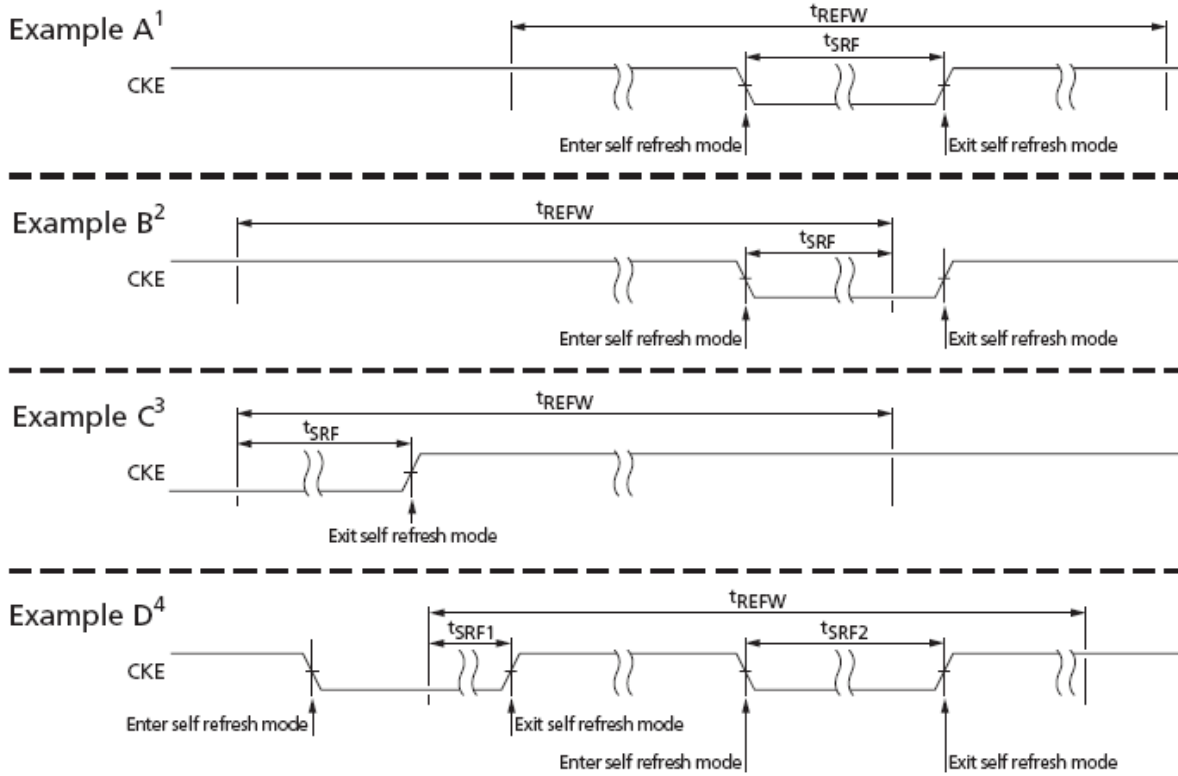 Example A¹
tREFW
tSRF
CKE
Enter self refresh mode
Exit self refresh mode
Example B²
tREFW
tSRF
CKE
Enter self refresh mode
Exit self refresh mode
Example C³
tREFW
tSRF
CKE
Exit self refresh mode
Example D⁴
tREFW
tSRF1
tSRF2
CKE
Enter self refresh mode
Exit self refresh mode
Enter self refresh mode
Exit self refresh mode